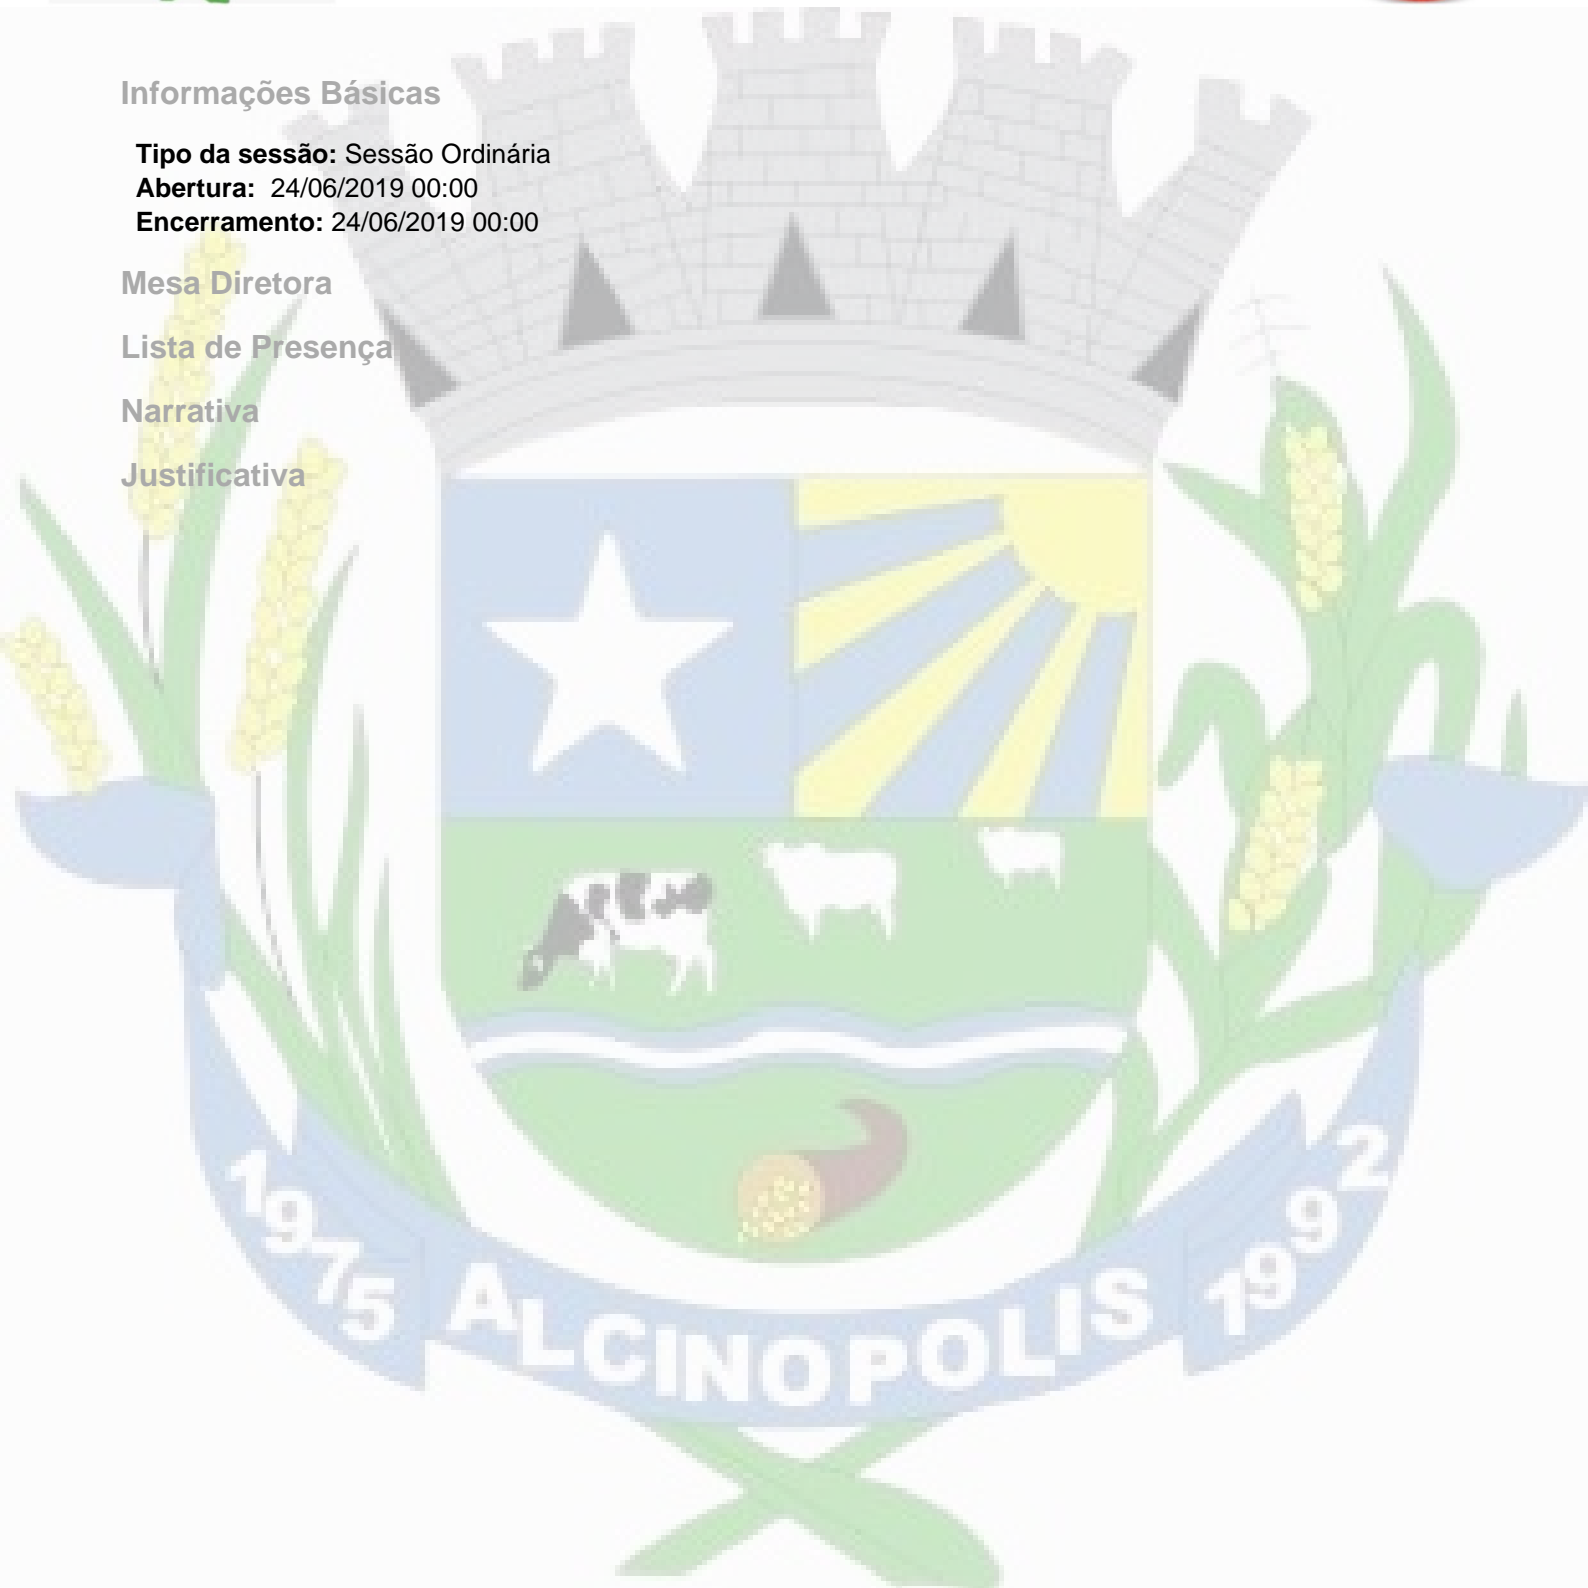 Informações Básicas
Tipo da sessão: Sessão Ordinária
Abertura: 24/06/2019 00:00
Encerramento: 24/06/2019 00:00
Mesa Diretora
Lista de Presença
Narrativa
Justificativa
1975 ALCINOPOLIS 1992